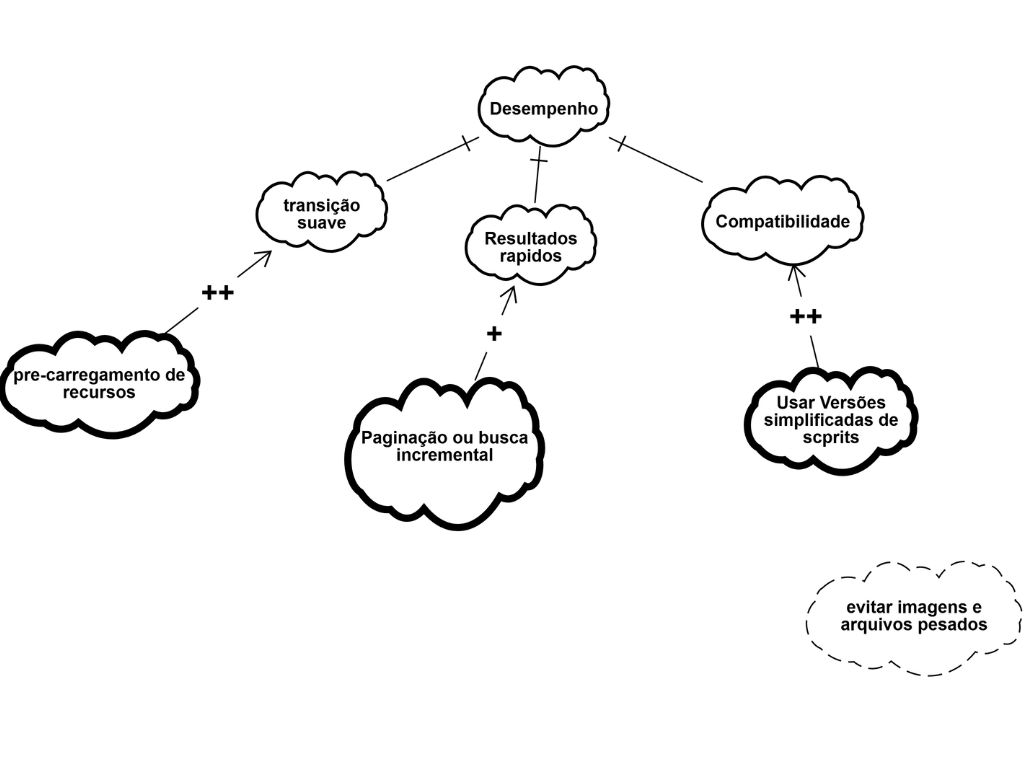 Desempenho
transição
suave
Resultados
rapidos
Compatibilidade
++
+
++
pre-carregamento de
recursos
Paginação ou busca
incremental
Usar Versões
simplificadas de
scprits
evitar imagens e
arquivos pesados